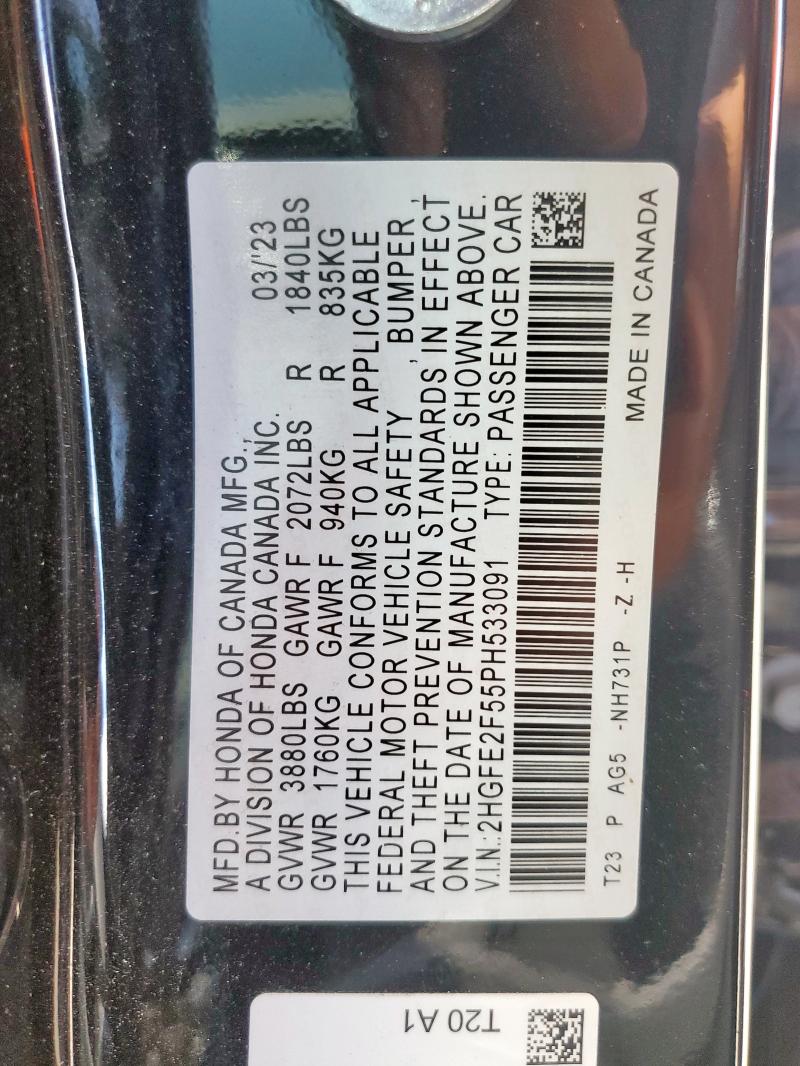 MFD.BY HONDA OF CANADA MFG.,
A DIVISION OF HONDA CANADA INC. 03/'23
GVWR 3880LBS GAWR F 2072LBS R 1840LBS
GVWR 1760KG GAWR F 940KG R 835KG
THIS VEHICLE CONFORMS TO ALL APPLICABLE
FEDERAL MOTOR VEHICLE SAFETY , BUMPER ,
AND THEFT PREVENTION STANDARDS IN EFFECT
ON THE DATE OF MANUFACTURE SHOWN ABOVE.
V.I.N.:2HGFE2F55PH533091 TYPE: PASSENGER CAR
T23 P AG5 -NH731P -Z -H MADE IN CANADA
T20 A1